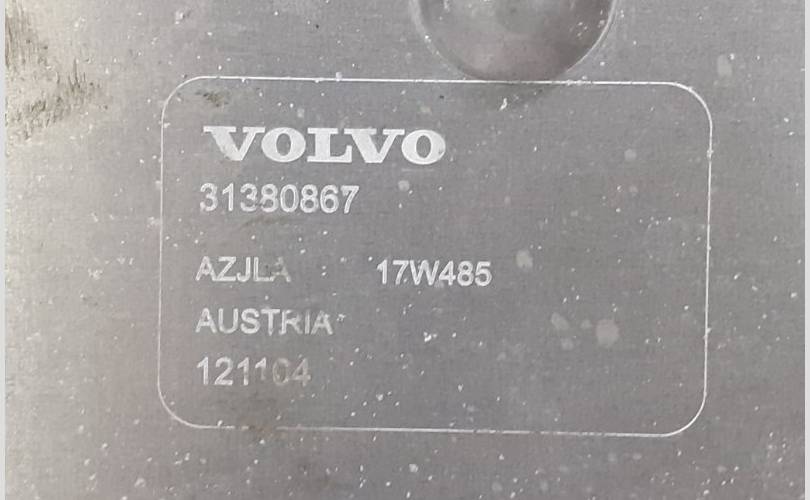 VOLVO
31380867
AZJLA : 17W485
AUSTRIA
121104